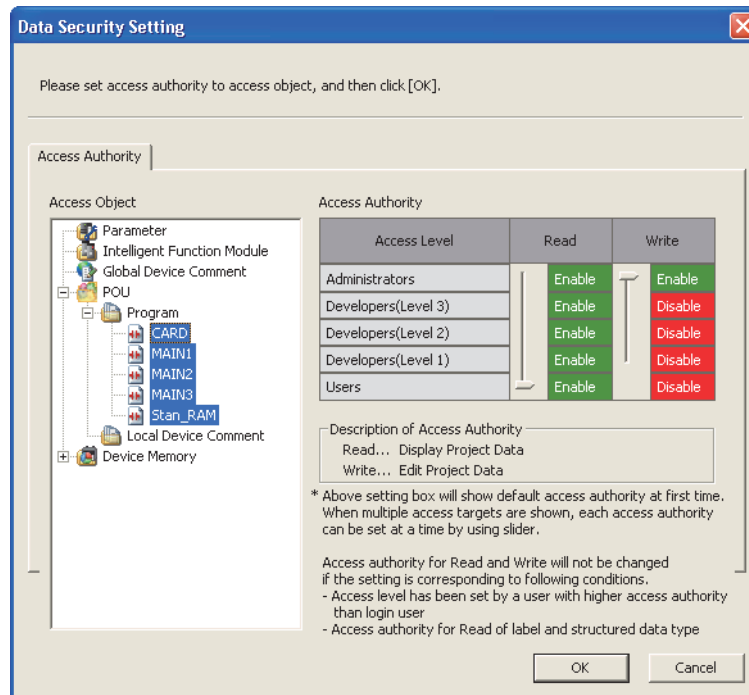 Data Security Setting
Please set access authority to access object, and then click [OK].
Access Authority
Access Object
Parameter
Intelligent Function Module
Global Device Comment
POU
Program
CARD
MAIN1
MAIN2
MAIN3
Stan_RAM
Local Device Comment
Device Memory
Access Authority
Access Level Read Write
Administrators Enable Enable
Developers(Level 3) Enable Disable
Developers(Level 2) Enable Disable
Developers(Level 1) Enable Disable
Users Enable Disable
Description of Access Authority
Read... Display Project Data
Write... Edit Project Data
* Above setting box will show default access authority at first time.
When multiple access targets are shown, each access authority
can be set at a time by using slider.
Access authority for Read and Write will not be changed
if the setting is corresponding to following conditions.
- Access level has been set by a user with higher access authority
than login user
- Access authority for Read of label and structured data type
OK Cancel